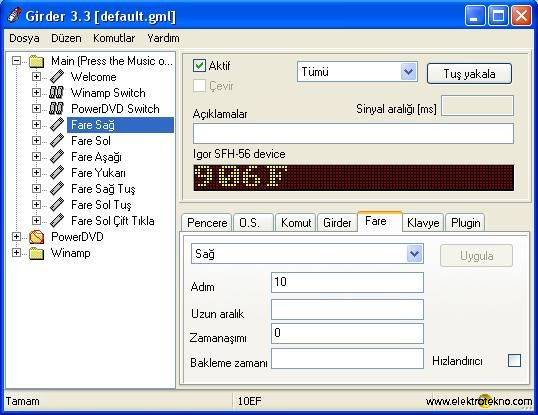 Girder 3.3 [default.gml]
Dosya Düzen Komutlar Yardım
Main (Press the Music o...
Welcome
Winamp Switch
PowerDVD Switch
Fare Sağ
Fare Sol
Fare Aşağı
Fare Yukarı
Fare Sağ Tuş
Fare Sol Tuş
Fare Sol Çift Tıkla
PowerDVD
Winamp
Aktif
Çevir
Tümü
Tuş yakala
Sinyal aralığı [ms]
Açıklamalar
Igor SFH-56 device
906F
Pencere O.S. Komut Girder Fare Klavye Plugin
Sağ
Uygula
Adım 10
Uzun aralık
Zamanaşımı 0
Bakleme zamanı
Hızlandırıcı
Tamam 10EF www.elektrotekno.com